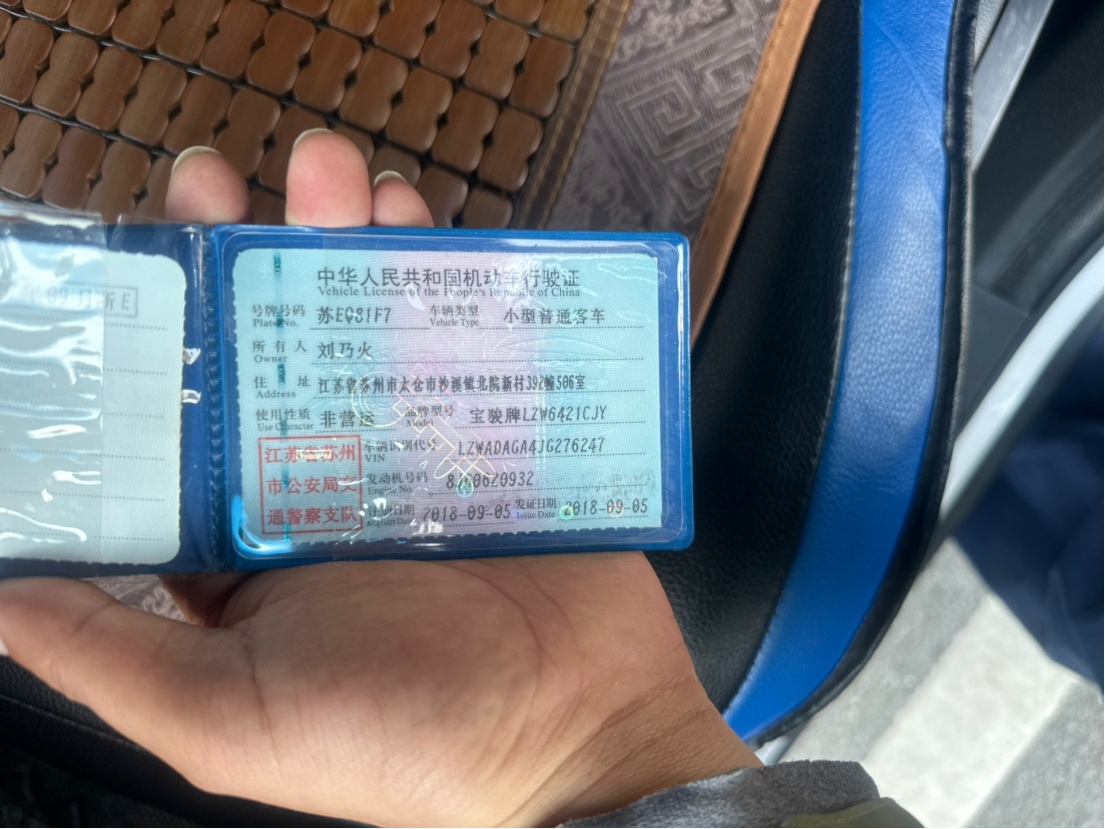 中华人民共和国机动车行驶证
Vehicle License of the People's Republic of China
号牌号码 苏EQ81F7 车辆类型 小型普通客车
Plate No. Vehicle Type
所有人 刘乃火
Owner
住址 江苏省苏州市太仓市沙溪镇北院新村392幢506室
Address
使用性质 非营运 品牌型号 宝骏牌LZW6421CJY
Use Character Model
江苏省苏州 车辆识别代号 LZWADAGA4JG276247
VIN
市公安局交 发动机号码
Engine No.
通警察支队 注册日期 2018-09-05 发证日期 2018-09-05
Register Date Issue Date